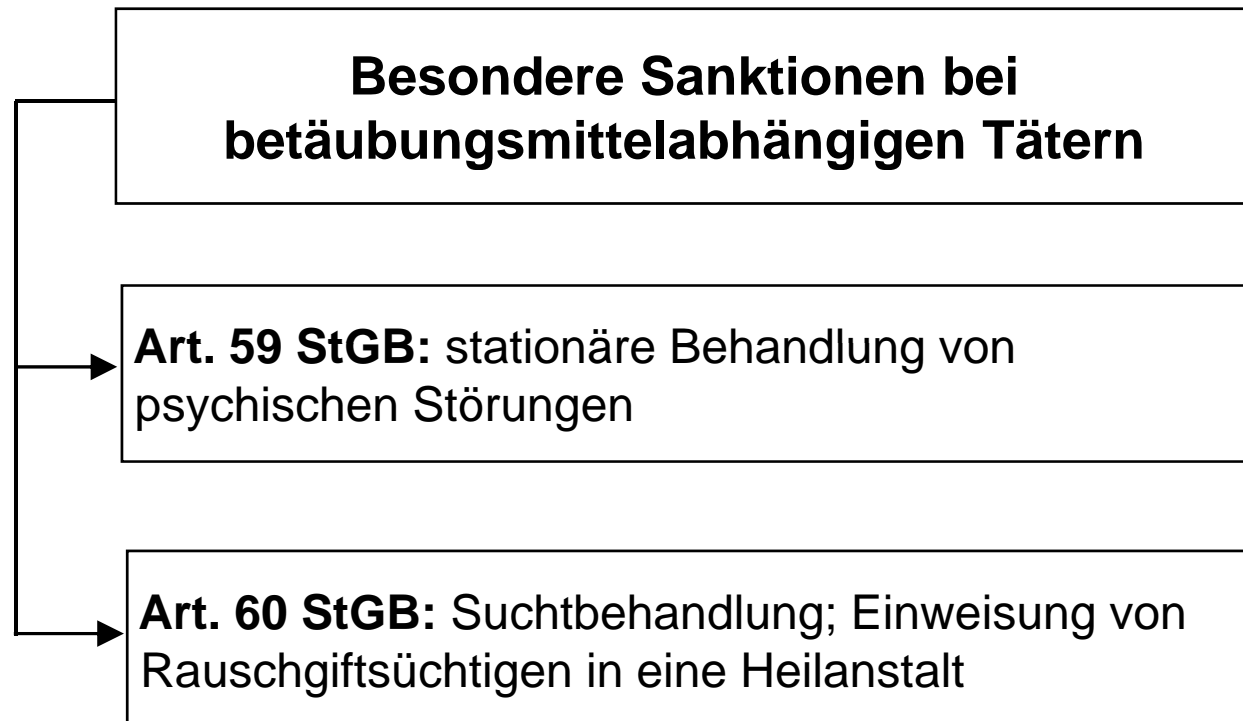 Besondere Sanktionen bei
betäubungsmittelabhängigen Tätern
Art. 59 StGB: stationäre Behandlung von
psychischen Störungen
Art. 60 StGB: Suchtbehandlung; Einweisung von
Rauschgiftsüchtigen in eine Heilanstalt